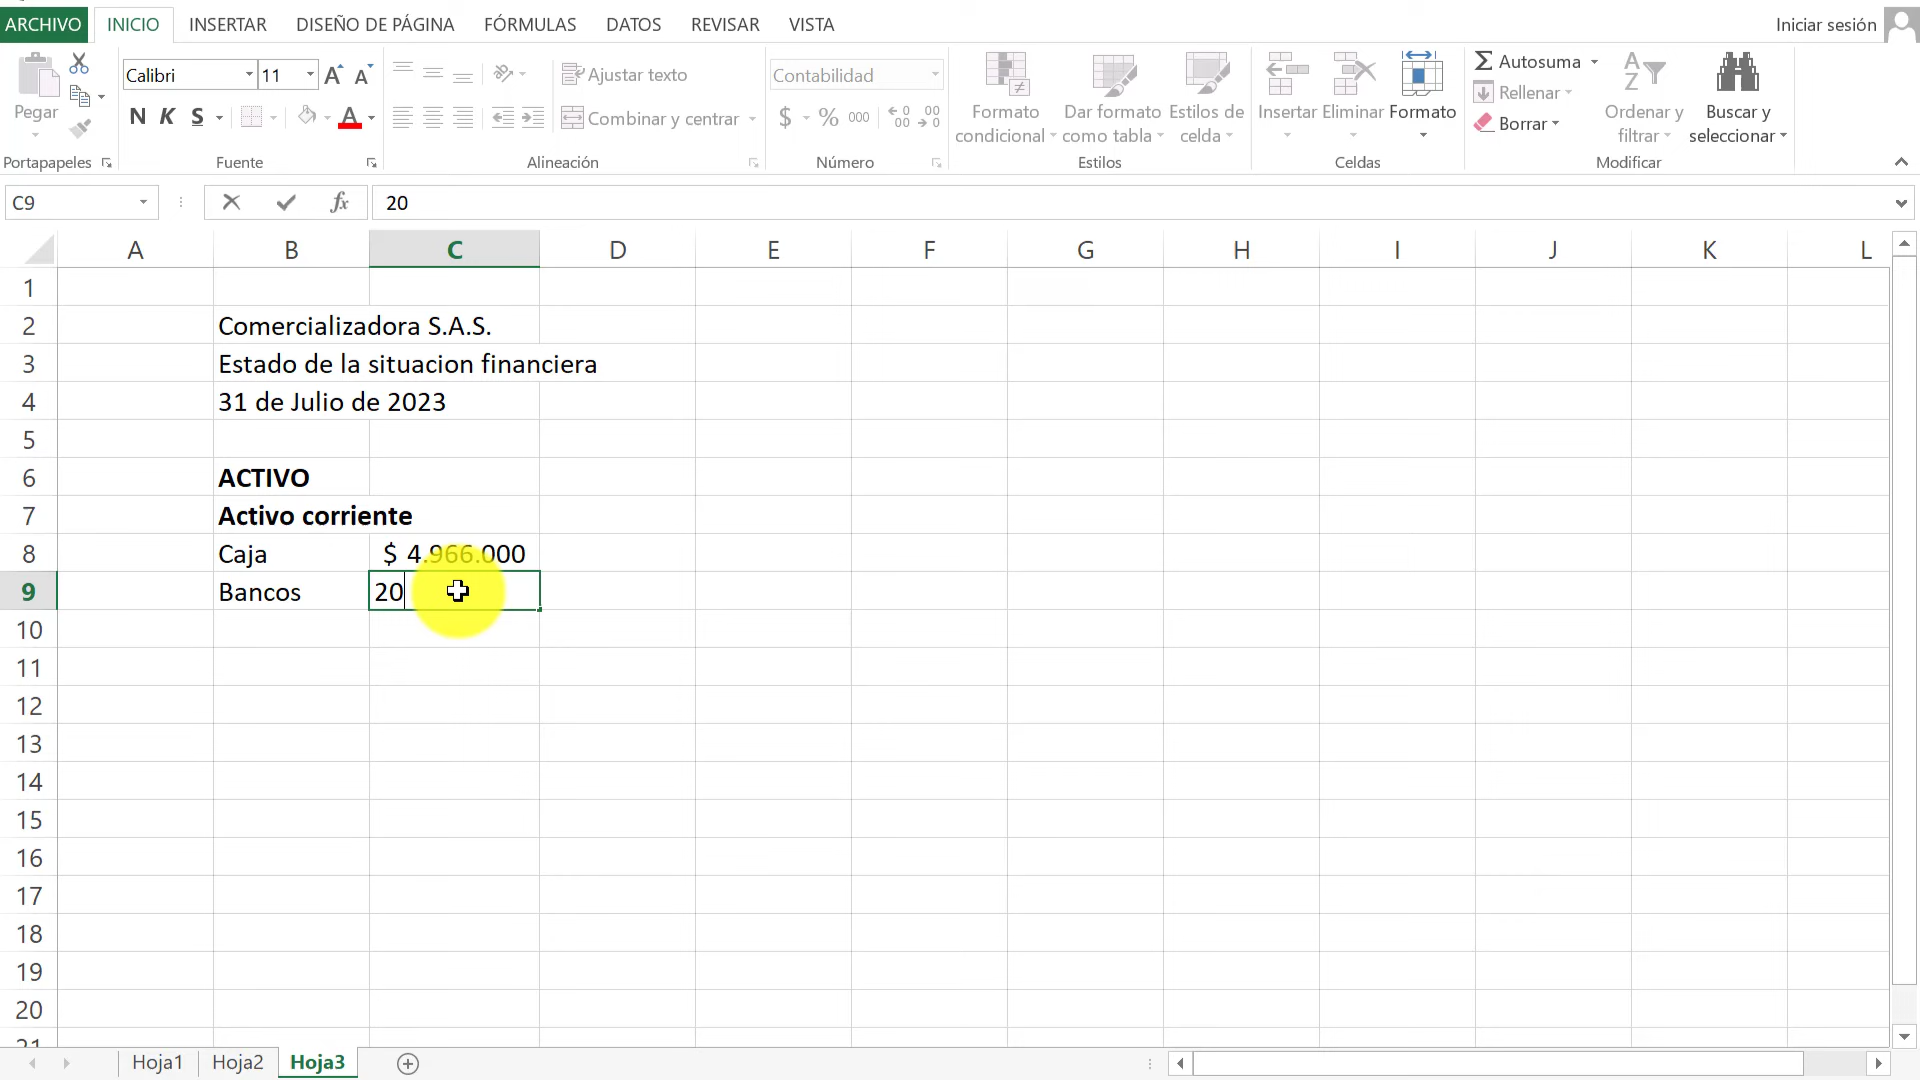 ARCHIVO INICIO INSERTAR DISEÑO DE PÁGINA FÓRMULAS DATOS REVISAR VISTA Iniciar sesión
Pegar
Portapapeles
Calibri 11
N K S A
Fuente
Ajustar texto
Combinar y centrar
Alineación
Contabilidad
$ % 000
Número
Formato condicional
Dar formato como tabla
Estilos de celda
Estilos
Insertar Eliminar Formato
Celdas
Autosuma
Rellenar
Borrar
Ordenar y filtrar
Buscar y seleccionar
Modificar
C9 fx 20
A B C D E F G H I J K L
1
2 Comercializadora S.A.S.
3 Estado de la situacion financiera
4 31 de Julio de 2023
5
6 ACTIVO
7 Activo corriente
8 Caja $ 4.966.000
9 Bancos 20
10
11
12
13
14
15
16
17
18
19
20
21
Hoja1 Hoja2 Hoja3